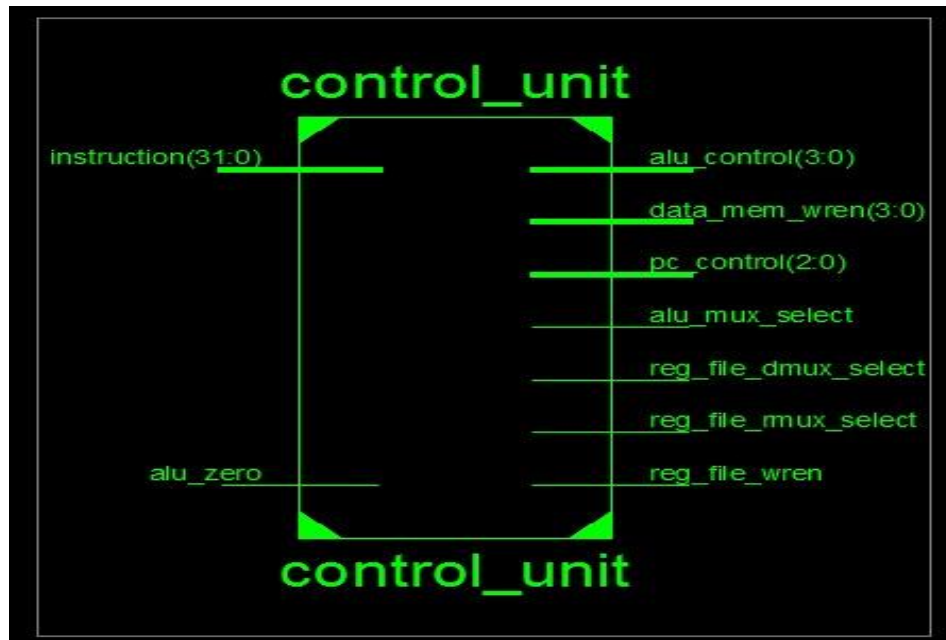 control_unit
instruction(31:0)
alu_control(3:0)
data_mem_wren(3:0)
pc_control(2:0)
alu_mux_select
reg_file_dmux_select
reg_file_rmux_select
alu_zero
reg_file_wren
control_unit